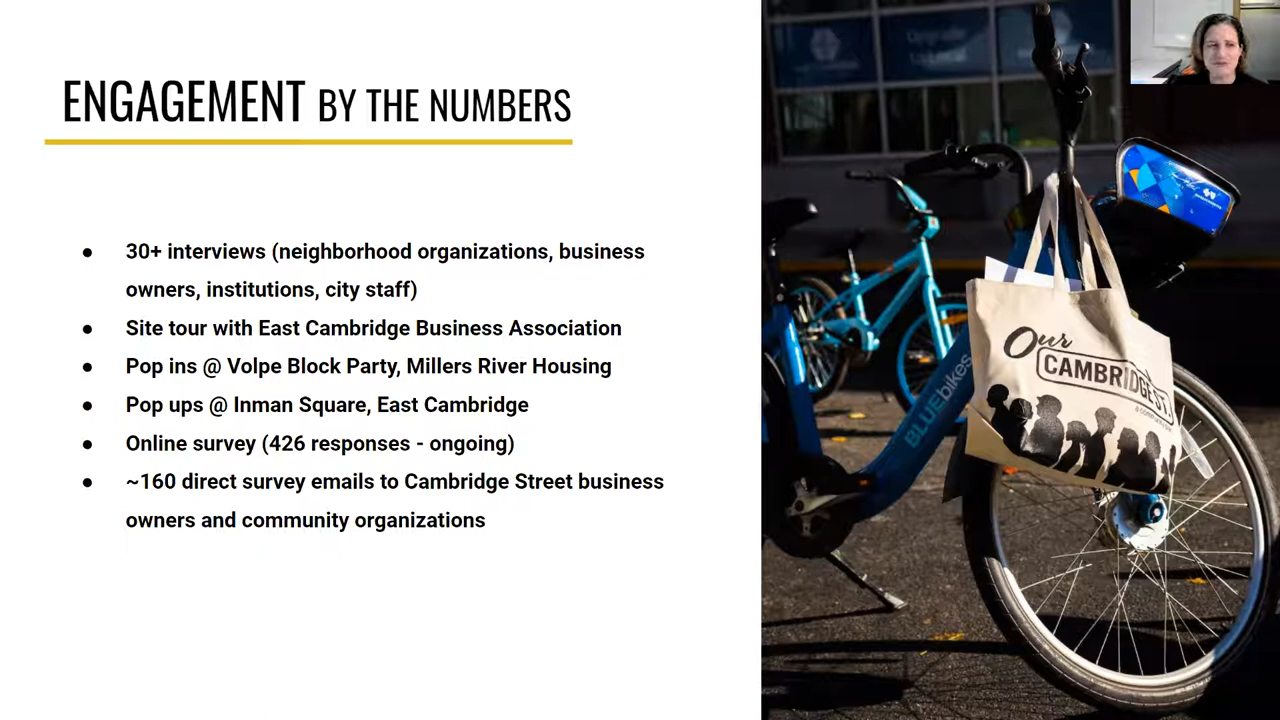 ENGAGEMENT BY THE NUMBERS
● 30+ interviews (neighborhood organizations, business
owners, institutions, city staff)
● Site tour with East Cambridge Business Association
● Pop ins @ Volpe Block Party, Millers River Housing
● Pop ups @ Inman Square, East Cambridge
● Online survey (426 responses - ongoing)
● ~160 direct survey emails to Cambridge Street business
owners and community organizations
BLUEbikes
Our
CAMBRIDGE ST.